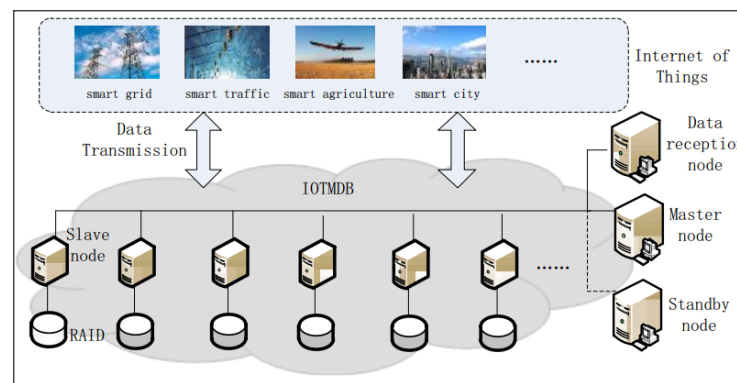 smart grid
smart traffic
smart agriculture
smart city
......
Internet of
Things
Data
Transmission
Data
reception
node
IOTMDB
Slave
node
Master
node
......
RAID
Standby
node